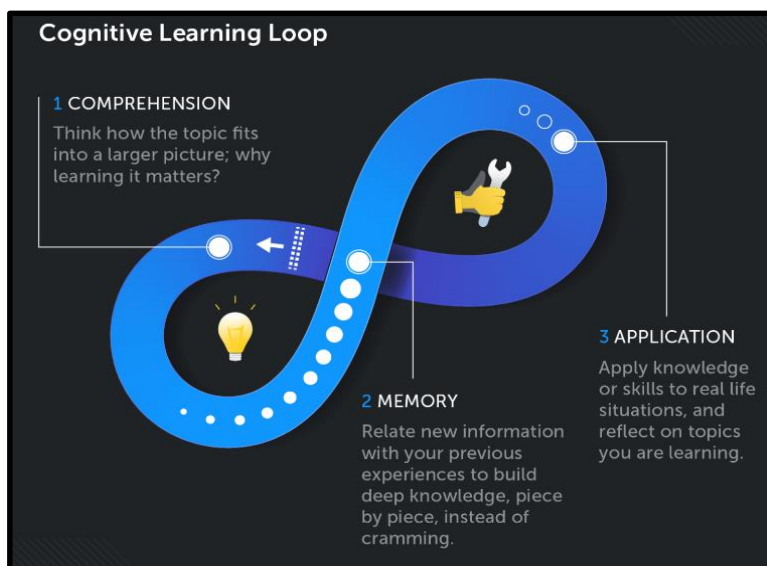 Cognitive Learning Loop
1 COMPREHENSION
Think how the topic fits
into a larger picture; why
learning it matters?
2 MEMORY
Relate new information
with your previous
experiences to build
deep knowledge, piece
by piece, instead of
cramming.
3 APPLICATION
Apply knowledge
or skills to real life
situations, and
reflect on topics
you are learning.